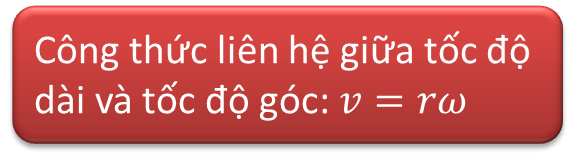 Công thức liên hệ giữa tốc độ
dài và tốc độ góc: 𝑣 = 𝑟𝜔